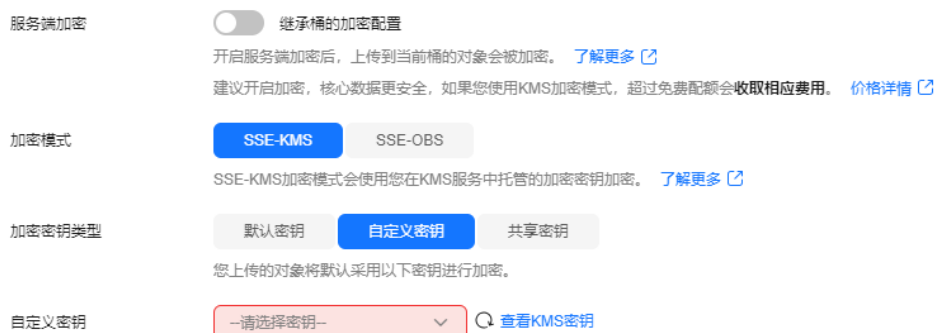 服务端加密 继承桶的加密配置
开启服务端加密后，上传到当前桶的对象会被加密。 了解更多
建议开启加密，核心数据更安全，如果您使用KMS加密模式，超过免费配额会收取相应费用。 价格详情
加密模式 SSE-KMS SSE-OBS
SSE-KMS加密模式会使用您在KMS服务中托管的加密密钥加密。 了解更多
加密密钥类型 默认密钥 自定义密钥 共享密钥
您上传的对象将默认采用以下密钥进行加密。
自定义密钥 --请选择密钥-- 查看KMS密钥